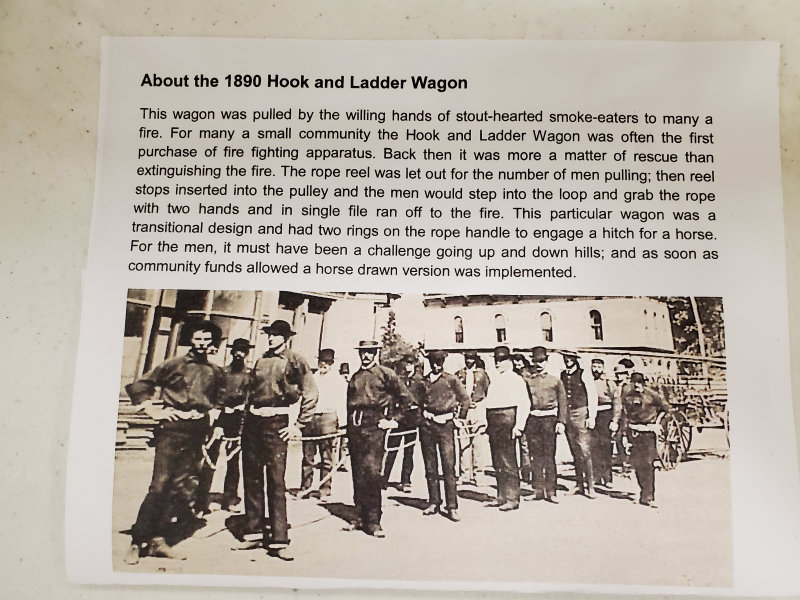 About the 1890 Hook and Ladder Wagon
This wagon was pulled by the willing hands of stout-hearted smoke-eaters to many a
fire. For many a small community the Hook and Ladder Wagon was often the first
purchase of fire fighting apparatus. Back then it was more a matter of rescue than
extinguishing the fire. The rope reel was let out for the number of men pulling; then reel
stops inserted into the pulley and the men would step into the loop and grab the rope
with two hands and in single file ran off to the fire. This particular wagon was a
transitional design and had two rings on the rope handle to engage a hitch for a horse.
For the men, it must have been a challenge going up and down hills; and as soon as
community funds allowed a horse drawn version was implemented.